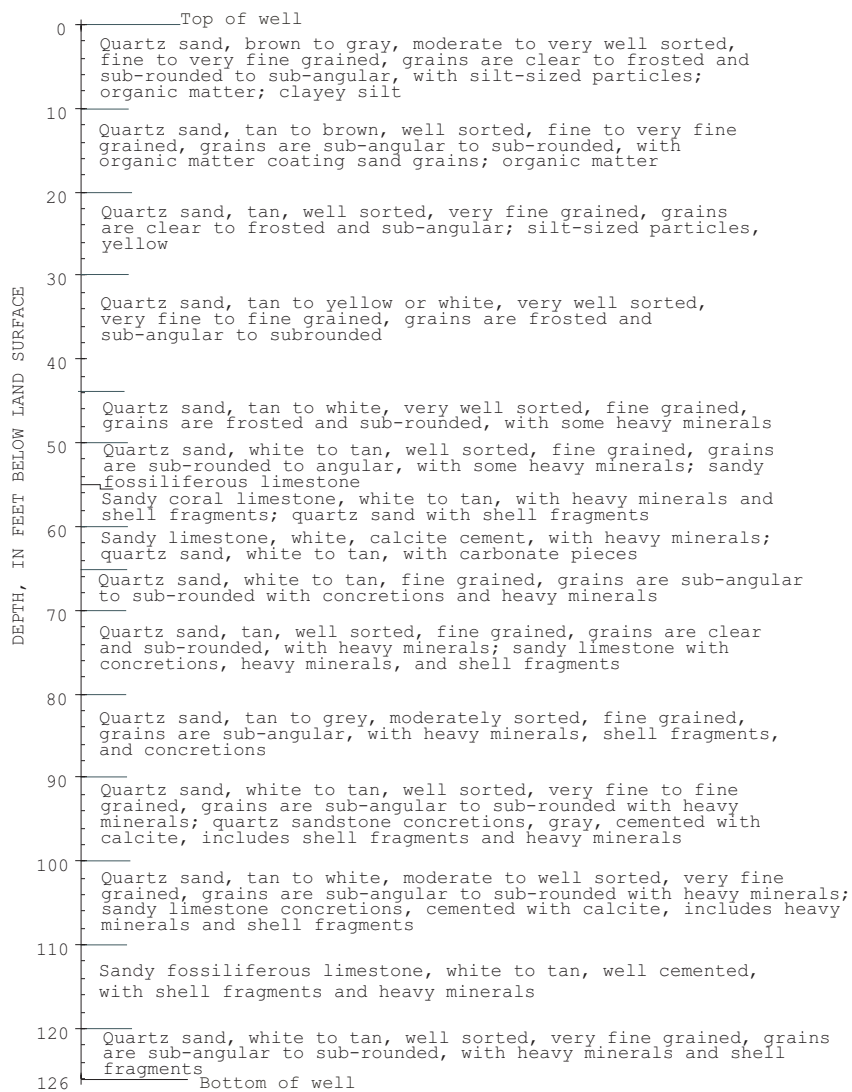 Top of well
0
Quartz sand, brown to gray, moderate to very well sorted,
fine to very fine grained, grains are clear to frosted and
sub-rounded to sub-angular, with silt-sized particles;
organic matter; clayey silt
10
Quartz sand, tan to brown, well sorted, fine to very fine
grained, grains are sub-angular to sub-rounded, with
organic matter coating sand grains; organic matter
20
Quartz sand, tan, well sorted, very fine grained, grains
are clear to frosted and sub-angular; silt-sized particles,
yellow
30
Quartz sand, tan to yellow or white, very well sorted,
very fine to fine grained, grains are frosted and
sub-angular to subrounded
40
Quartz sand, tan to white, very well sorted, fine grained,
grains are frosted and sub-rounded, with some heavy minerals
50
Quartz sand, white to tan, well sorted, fine grained, grains
are sub-rounded to angular, with some heavy minerals; sandy
fossiliferous limestone
Sandy coral limestone, white to tan, with heavy minerals and
shell fragments; quartz sand with shell fragments
60
Sandy limestone, white, calcite cement, with heavy minerals;
quartz sand, white to tan, with carbonate pieces
Quartz sand, white to tan, fine grained, grains are sub-angular
to sub-rounded with concretions and heavy minerals
70
Quartz sand, tan, well sorted, fine grained, grains are clear
and sub-rounded, with heavy minerals; sandy limestone with
concretions, heavy minerals, and shell fragments
80
Quartz sand, tan to grey, moderately sorted, fine grained,
grains are sub-angular, with heavy minerals, shell fragments,
and concretions
90
Quartz sand, white to tan, well sorted, very fine to fine
grained, grains are sub-angular to sub-rounded with heavy
minerals; quartz sandstone concretions, gray, cemented with
calcite, includes shell fragments and heavy minerals
100
Quartz sand, tan to white, moderate to well sorted, very fine
grained, grains are sub-angular to sub-rounded with heavy minerals;
sandy limestone concretions, cemented with calcite, includes heavy
minerals and shell fragments
110
Sandy fossiliferous limestone, white to tan, well cemented,
with shell fragments and heavy minerals
120
Quartz sand, white to tan, well sorted, very fine grained, grains
are sub-angular to sub-rounded, with heavy minerals and shell
fragments
126
Bottom of well
DEPTH, IN FEET BELOW LAND SURFACE